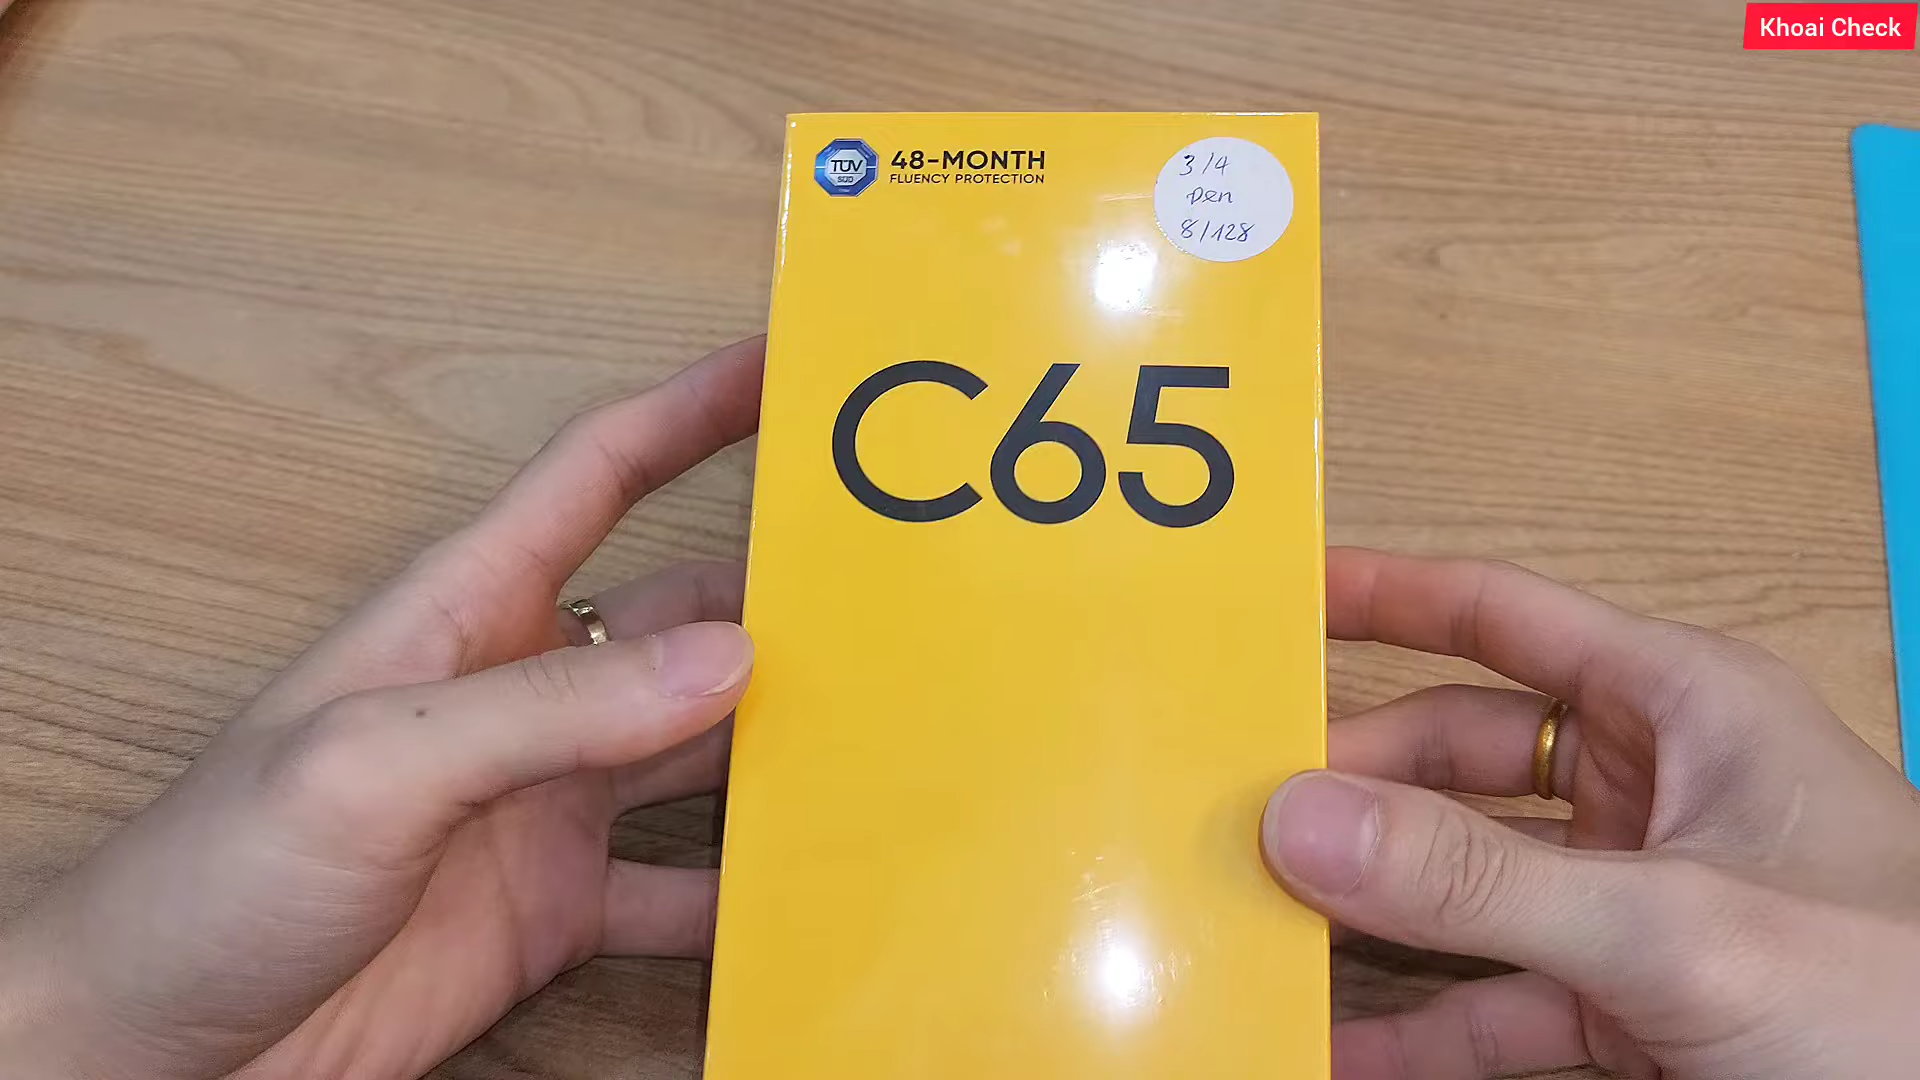 Khoai Check
TÜV
SÜD
48-MONTH
FLUENCY PROTECTION
3/4
Đen
8/128
C65